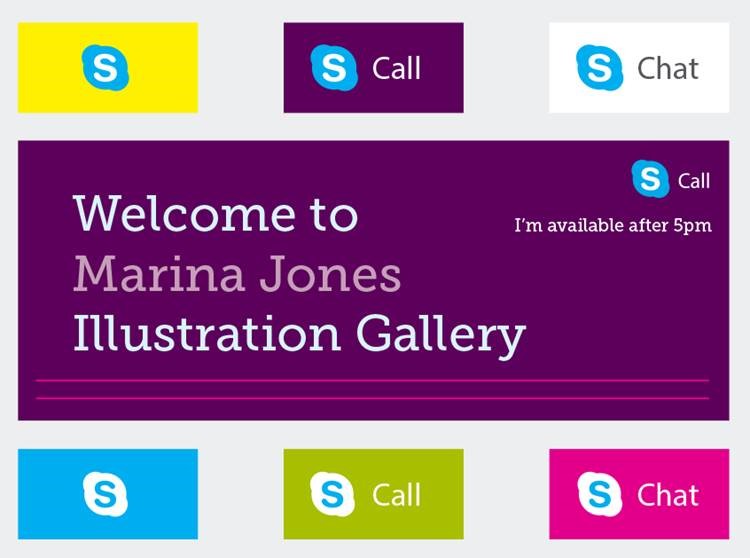 S
S Call
S Chat
S Call
I'm available after 5pm
Welcome to
Marina Jones
Illustration Gallery
S
S Call
S Chat